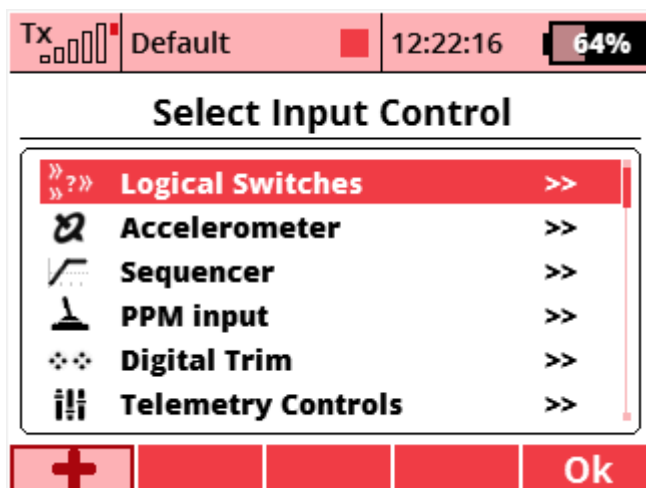 Tx Default 12:22:16 64%
Select Input Control
Logical Switches >>
Accelerometer >>
Sequencer >>
PPM input >>
Digital Trim >>
Telemetry Controls >>
Ok